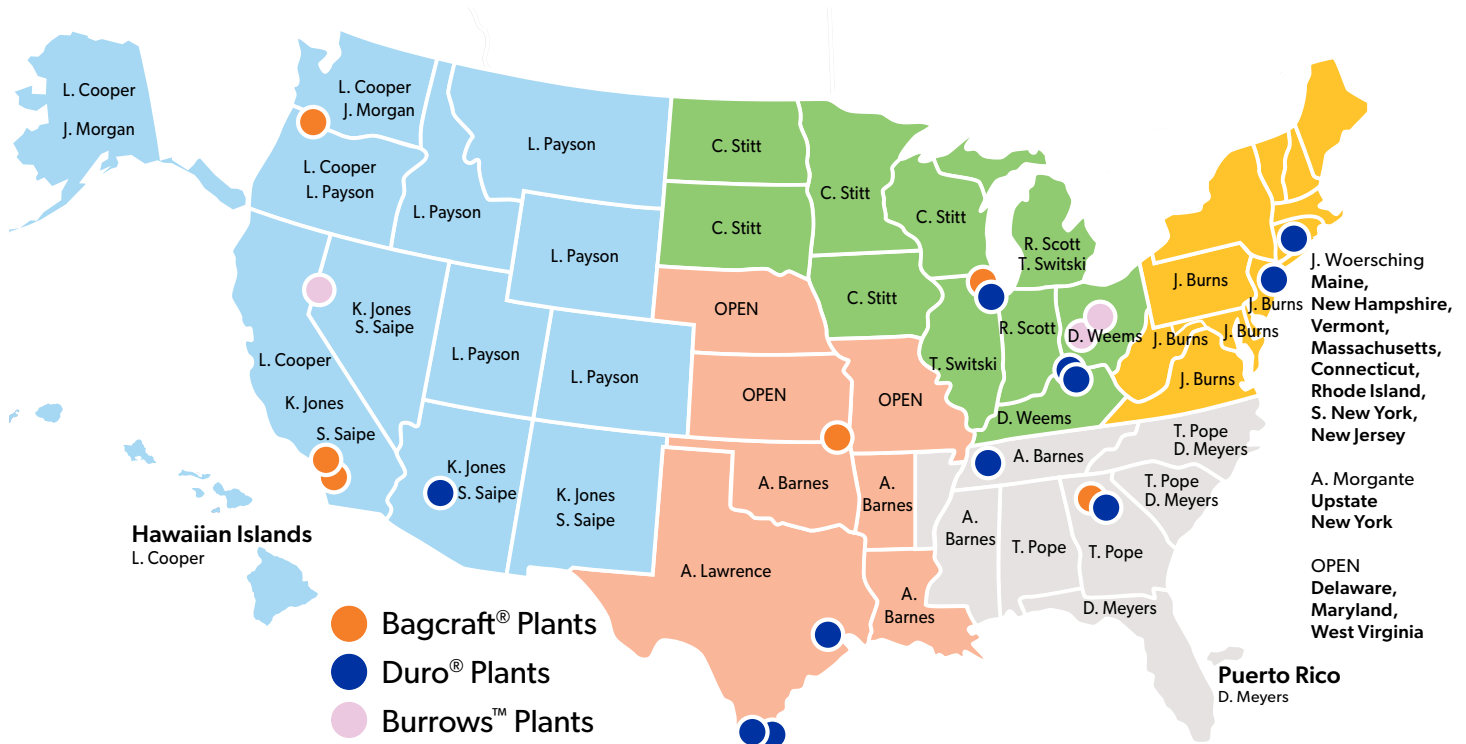 L. Cooper
J. Morgan
L. Cooper
J. Morgan
L. Cooper
L. Payson
L. Payson
L. Payson
L. Payson
K. Jones
S. Saipe
L. Cooper
K. Jones
S. Saipe
L. Payson
L. Payson
K. Jones
S. Saipe
K. Jones
S. Saipe
C. Stitt
C. Stitt
C. Stitt
C. Stitt
C. Stitt
R. Scott
T. Switski
R. Scott
T. Switski
D. Weems
D. Weems
OPEN
OPEN
OPEN
A. Barnes
A.
Barnes
A. Lawrence
A.
Barnes
A. Barnes
A.
Barnes
T. Pope
T. Pope
T. Pope
D. Meyers
T. Pope
D. Meyers
D. Meyers
J. Burns
J. Burns
J. Burns
J. Burns
J. Burns
J. Woersching
Maine,
New Hampshire,
Vermont,
Massachusetts,
Connecticut,
Rhode Island,
S. New York,
New Jersey
A. Morgante
Upstate
New York
OPEN
Delaware,
Maryland,
West Virginia
Puerto Rico
D. Meyers
Hawaiian Islands
L. Cooper
Bagcraft® Plants
Duro® Plants
Burrows™ Plants